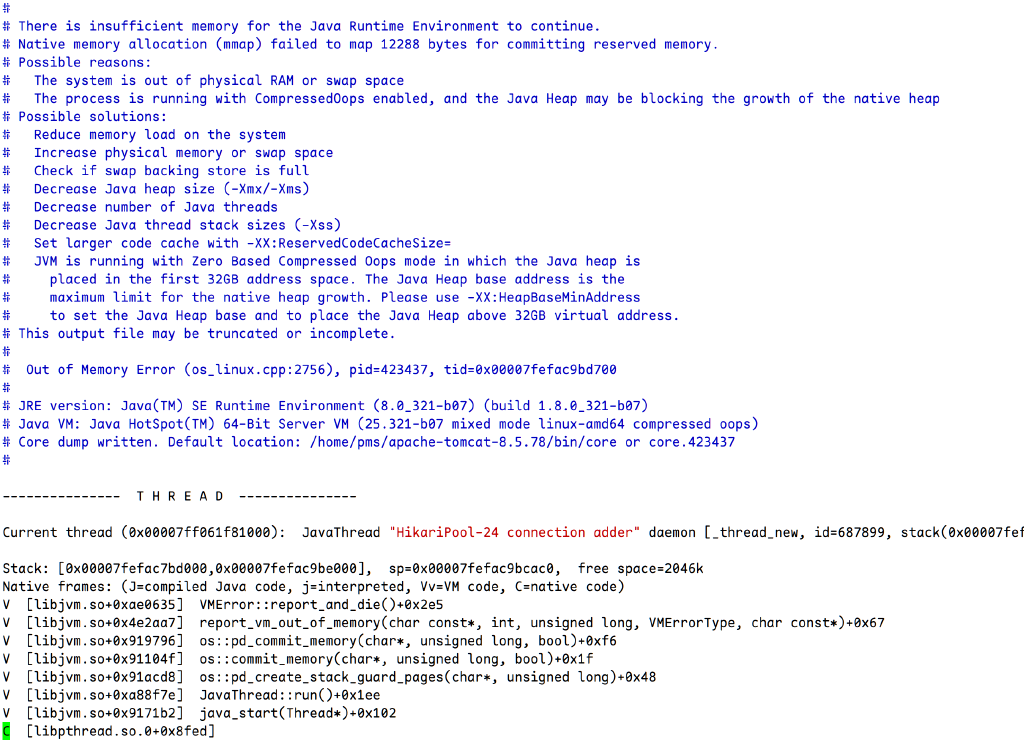 #
# There is insufficient memory for the Java Runtime Environment to continue.
# Native memory allocation (mmap) failed to map 12288 bytes for committing reserved memory.
# Possible reasons:
#   The system is out of physical RAM or swap space
#   The process is running with CompressedOops enabled, and the Java Heap may be blocking the growth of the native heap
# Possible solutions:
#   Reduce memory load on the system
#   Increase physical memory or swap space
#   Check if swap backing store is full
#   Decrease Java heap size (-Xmx/-Xms)
#   Decrease number of Java threads
#   Decrease Java thread stack sizes (-Xss)
#   Set larger code cache with -XX:ReservedCodeCacheSize=
#   JVM is running with Zero Based Compressed Oops mode in which the Java heap is
#     placed in the first 32GB address space. The Java Heap base address is the
#     maximum limit for the native heap growth. Please use -XX:HeapBaseMinAddress
#     to set the Java Heap base and to place the Java Heap above 32GB virtual address.
# This output file may be truncated or incomplete.
#
#  Out of Memory Error (os_linux.cpp:2756), pid=423437, tid=0x00007fefac9bd700
#
# JRE version: Java(TM) SE Runtime Environment (8.0_321-b07) (build 1.8.0_321-b07)
# Java VM: Java HotSpot(TM) 64-Bit Server VM (25.321-b07 mixed mode linux-amd64 compressed oops)
# Core dump written. Default location: /home/pms/apache-tomcat-8.5.78/bin/core or core.423437
#
---------------  T H R E A D  ---------------
Current thread (0x00007ff061f81000):  JavaThread "HikariPool-24 connection adder" daemon [_thread_new, id=687899, stack(0x00007fef
Stack: [0x00007fefac7bd000,0x00007fefac9be000],  sp=0x00007fefac9bcac0,  free space=2046k
Native frames: (J=compiled Java code, j=interpreted, Vv=VM code, C=native code)
V  [libjvm.so+0xae0635]  VMError::report_and_die()+0x2e5
V  [libjvm.so+0x4e2aa7]  report_vm_out_of_memory(char const*, int, unsigned long, VMErrorType, char const*)+0x67
V  [libjvm.so+0x919796]  os::pd_commit_memory(char*, unsigned long, bool)+0xf6
V  [libjvm.so+0x91104f]  os::commit_memory(char*, unsigned long, bool)+0x1f
V  [libjvm.so+0x91acd8]  os::pd_create_stack_guard_pages(char*, unsigned long)+0x48
V  [libjvm.so+0xa88f7e]  JavaThread::run()+0x1ee
V  [libjvm.so+0x9171b2]  java_start(Thread*)+0x102
C  [libpthread.so.0+0x8fed]